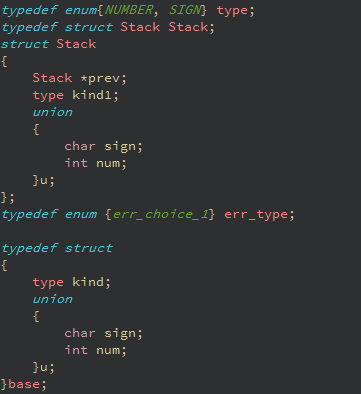 typedef enum{NUMBER, SIGN} type;
typedef struct Stack Stack;
struct Stack
{
    Stack *prev;
    type kind1;
    union
    {
        char sign;
        int num;
    }u;
};
typedef enum {err_choice_1} err_type;

typedef struct
{
    type kind;
    union
    {
        char sign;
        int num;
    }u;
}base;